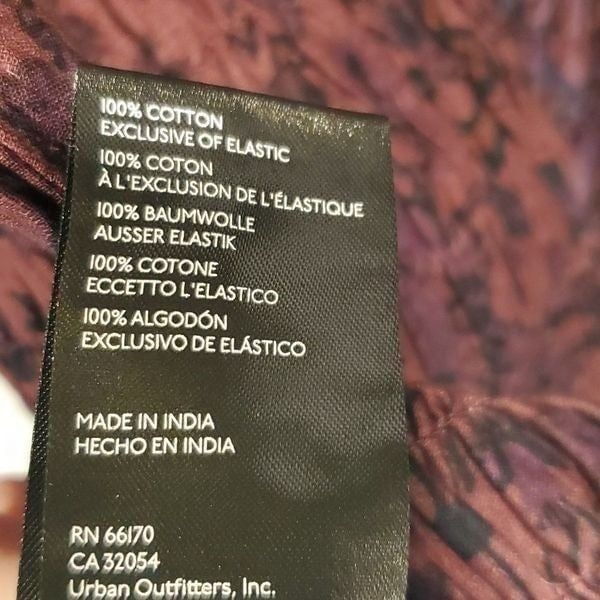 100% COTTON
EXCLUSIVE OF ELASTIC
100% COTON
À L'EXCLUSION DE L'ÉLASTIQUE
100% BAUMWOLLE
AUSSER ELASTIK
100% COTONE
ECCETTO L'ELASTICO
100% ALGODÓN
EXCLUSIVO DE ELÁSTICO
MADE IN INDIA
HECHO EN INDIA
RN 66170
CA 32054
Urban Outfitters, Inc.